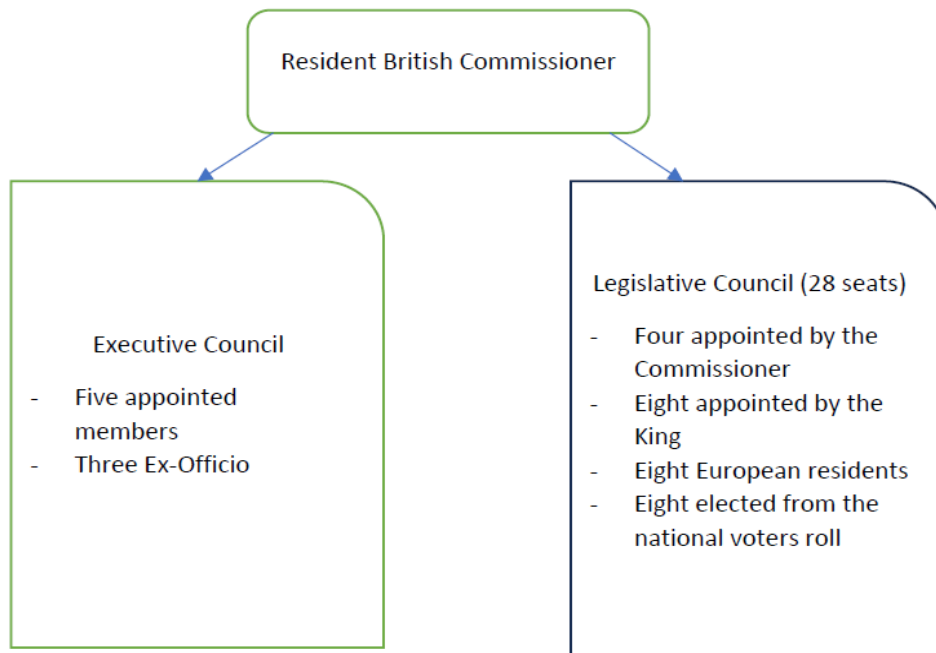 Resident British Commissioner
Executive Council
- Five appointed
members
- Three Ex-Officio
Legislative Council (28 seats)
- Four appointed by the
Commissioner
- Eight appointed by the
King
- Eight European residents
- Eight elected from the
national voters roll